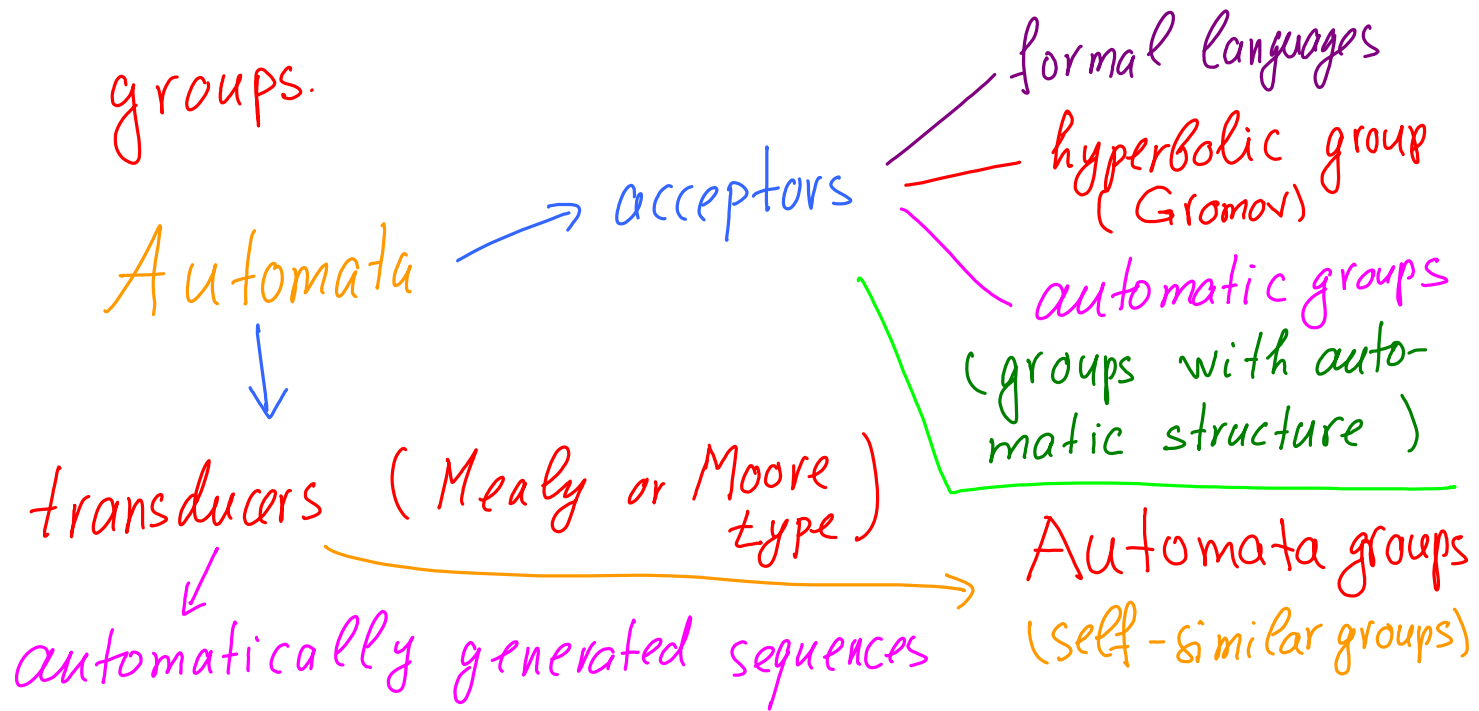 groups.
Automata
acceptors
formal languages
hyperbolic group
(Gromov)
automatic groups
(groups with auto-
matic structure)
transducers (Mealy or Moore
type)
Automata groups
(self-similar groups)
automatically generated sequences